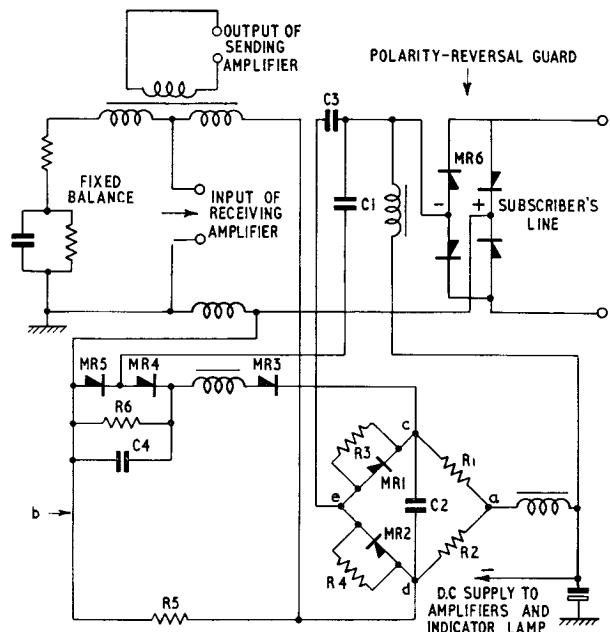 OUTPUT OF
SENDING
AMPLIFIER
POLARITY-REVERSAL GUARD
C3
MR6
FIXED
BALANCE
INPUT OF
RECEIVING
AMPLIFIER
C1
-
+
SUBSCRIBER'S
LINE
MR5
MR4
MR3
R6
C4
c
R3
R1
MR1
e
C2
a
b
MR2
R2
R4
d
R5
-
D.C SUPPLY TO
AMPLIFIERS AND
INDICATOR LAMP